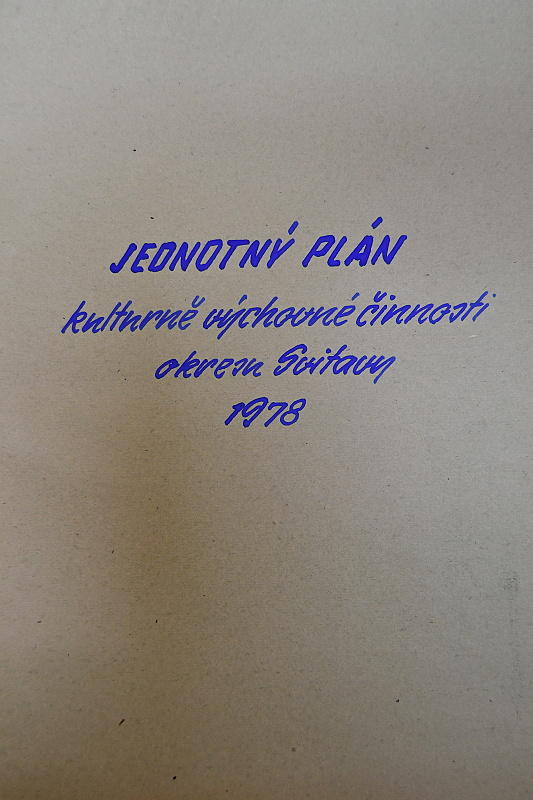 JEDNOTNÝ PLÁN
kulturně výchovné činnosti
okresu Svitavy
1978